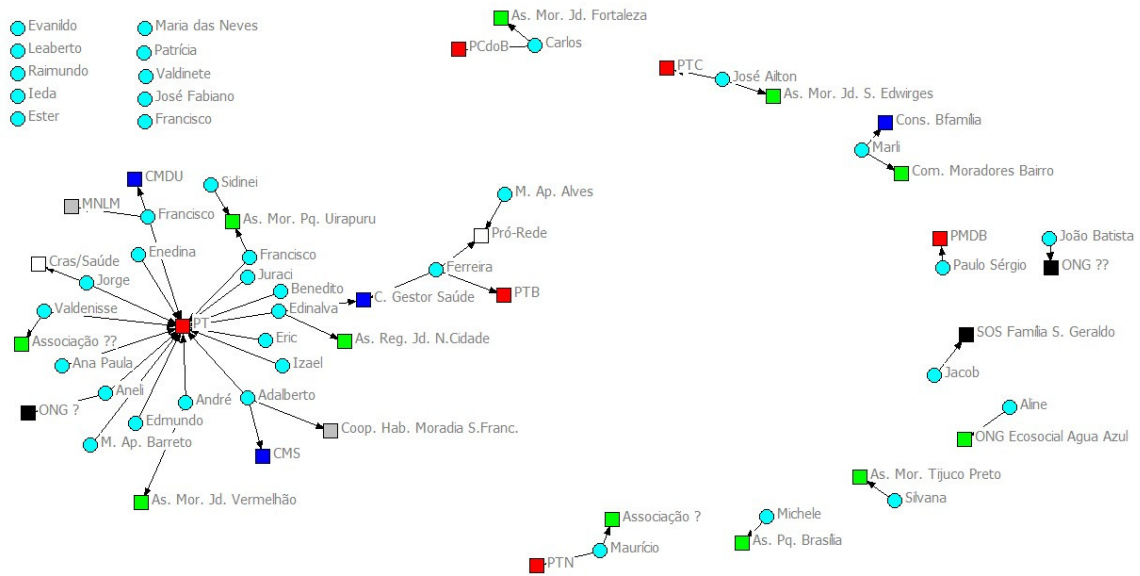 Evanildo
Maria das Neves
Leaberto
Patrícia
Raimundo
Valdinete
Ieda
José Fabiano
Ester
Francisco
As. Mor. Jd. Fortaleza
PCdoB
Carlos
PTC
José Ailton
As. Mor. Jd. S. Edwirges
Cons. Bfamília
Marli
Com. Moradores Bairro
CMDU
Sidinei
MNLM
Francisco
As. Mor. Pq. Uirapuru
M. Ap. Alves
Pró-Rede
PMDB
João Batista
Paulo Sérgio
ONG ??
Enedina
Francisco
Cras/Saúde
Jorge
Juraci
Ferreira
Benedito
C. Gestor Saúde
PTB
Valdenisse
Edinalva
PT
Associação ??
Eric
As. Reg. Jd. N.Cidade
SOS Família S. Geraldo
Ana Paula
Izael
Jacob
Aneli
André
Adalberto
ONG ?
Edmundo
Coop. Hab. Moradia S.Franc.
Aline
M. Ap. Barreto
CMS
ONG Ecosocial Agua Azul
As. Mor. Jd. Vermelhão
As. Mor. Tijuco Preto
Silvana
Associação ?
Michele
Maurício
As. Pq. Brasília
PTN